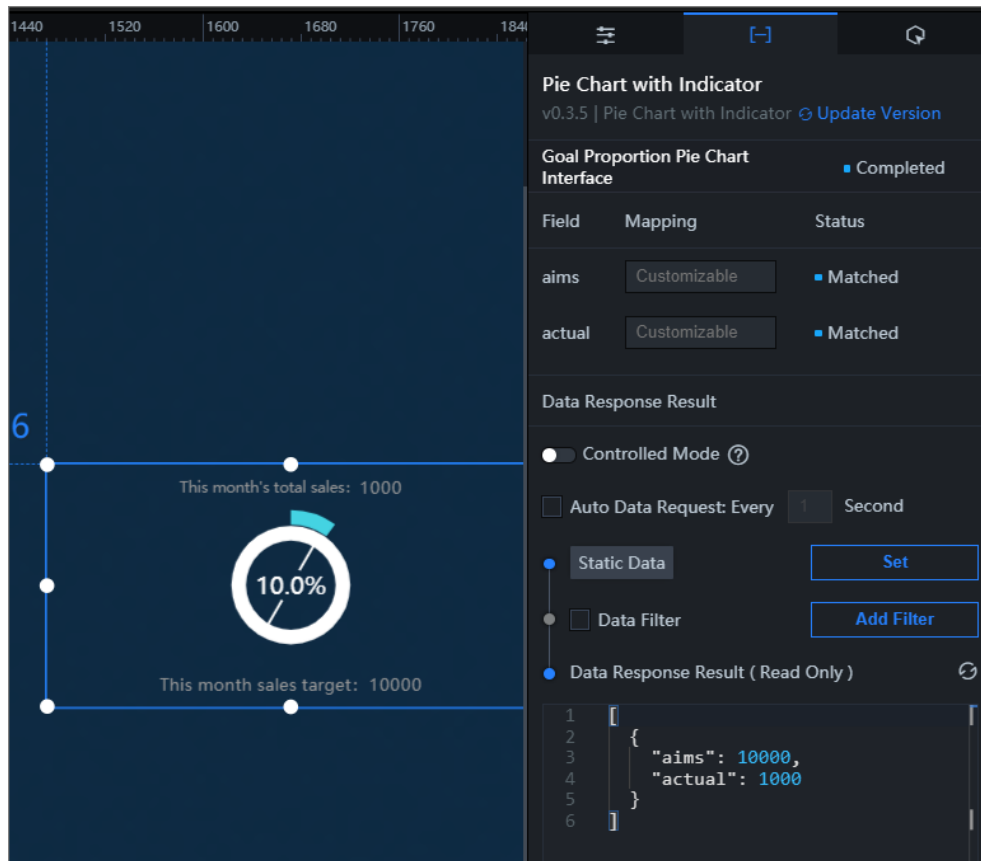 1440 1520 1600 1680 1760 184
Pie Chart with Indicator
v0.3.5 | Pie Chart with Indicator Update Version
Goal Proportion Pie Chart
Interface
Completed
Field Mapping Status
aims Customizable Matched
actual Customizable Matched
Data Response Result
6
Controlled Mode ?
This month's total sales: 1000
Auto Data Request: Every 1 Second
Static Data Set
10.0%
Data Filter Add Filter
Data Response Result ( Read Only )
This month sales target: 10000
1 [
2 {
3 "aims": 10000,
4 "actual": 1000
5 }
6 ]